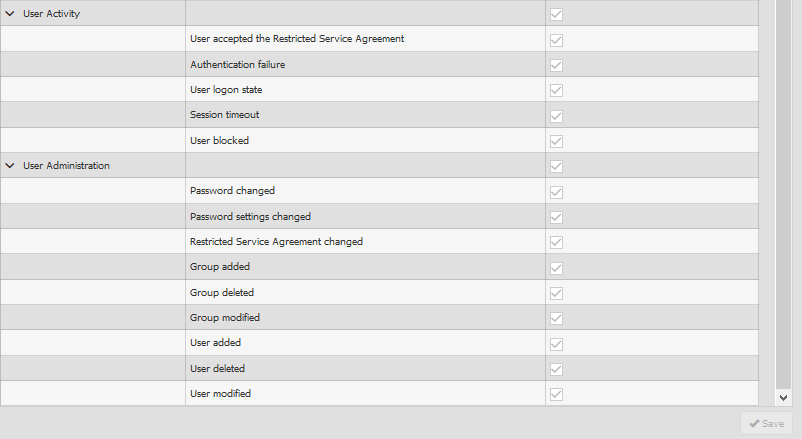 User Activity
User accepted the Restricted Service Agreement
Authentication failure
User logon state
Session timeout
User blocked
User Administration
Password changed
Password settings changed
Restricted Service Agreement changed
Group added
Group deleted
Group modified
User added
User deleted
User modified
Save